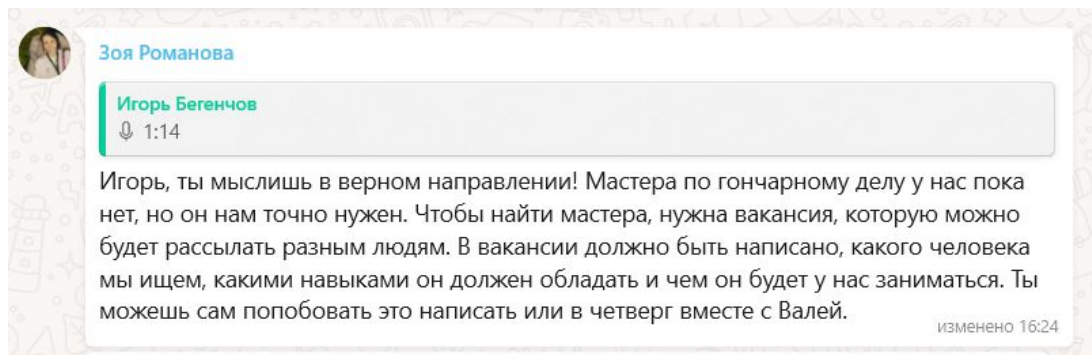 Зоя Романова
Игорь Бегенчов
1:14
Игорь, ты мыслишь в верном направлении! Мастера по гончарному делу у нас пока
нет, но он нам точно нужен. Чтобы найти мастера, нужна вакансия, которую можно
будет рассылать разным людям. В вакансии должно быть написано, какого человека
мы ищем, какими навыками он должен обладать и чем он будет у нас заниматься. Ты
можешь сам попобовать это написать или в четверг вместе с Валей.
изменено 16:24